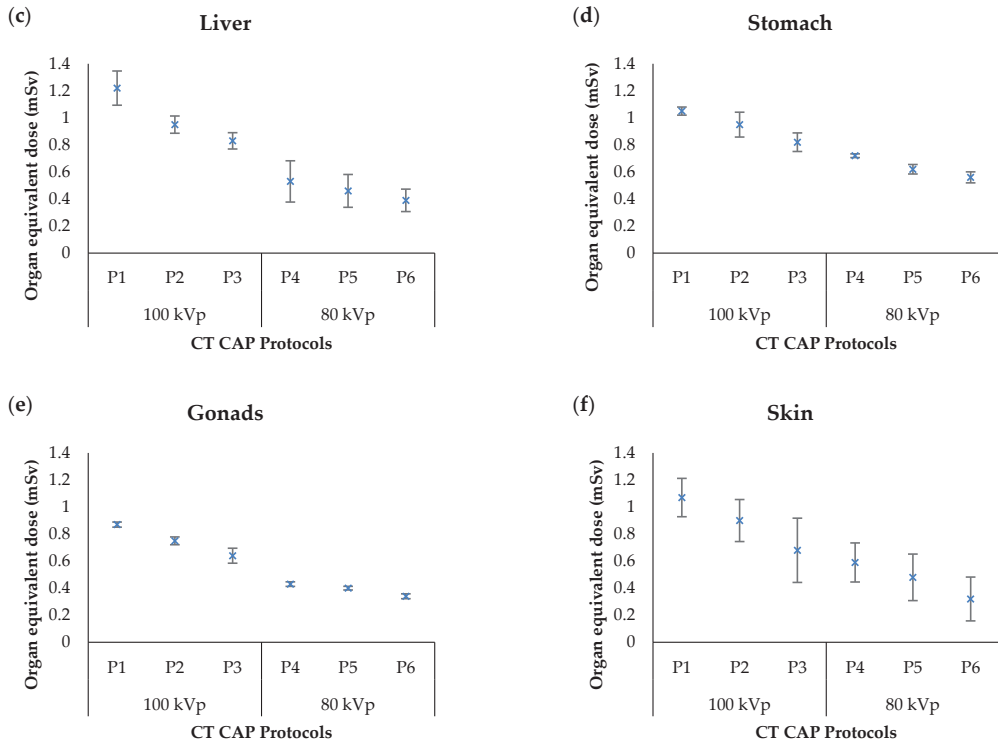 (c)
Liver
Organ equivalent dose (mSv)
1.4
1.2
1
0.8
0.6
0.4
0.2
0
P1 P2 P3 P4 P5 P6
100 kVp 80 kVp
CT CAP Protocols
(d)
Stomach
Organ equivalent dose (mSv)
1.4
1.2
1
0.8
0.6
0.4
0.2
0
P1 P2 P3 P4 P5 P6
100 kVp 80 kVp
CT CAP Protocols
(e)
Gonads
Organ equivalent dose (mSv)
1.4
1.2
1
0.8
0.6
0.4
0.2
0
P1 P2 P3 P4 P5 P6
100 kVp 80 kVp
CT CAP Protocols
(f)
Skin
Organ equivalent dose (mSv)
1.4
1.2
1
0.8
0.6
0.4
0.2
0
P1 P2 P3 P4 P5 P6
100 kVp 80 kVp
CT CAP Protocols